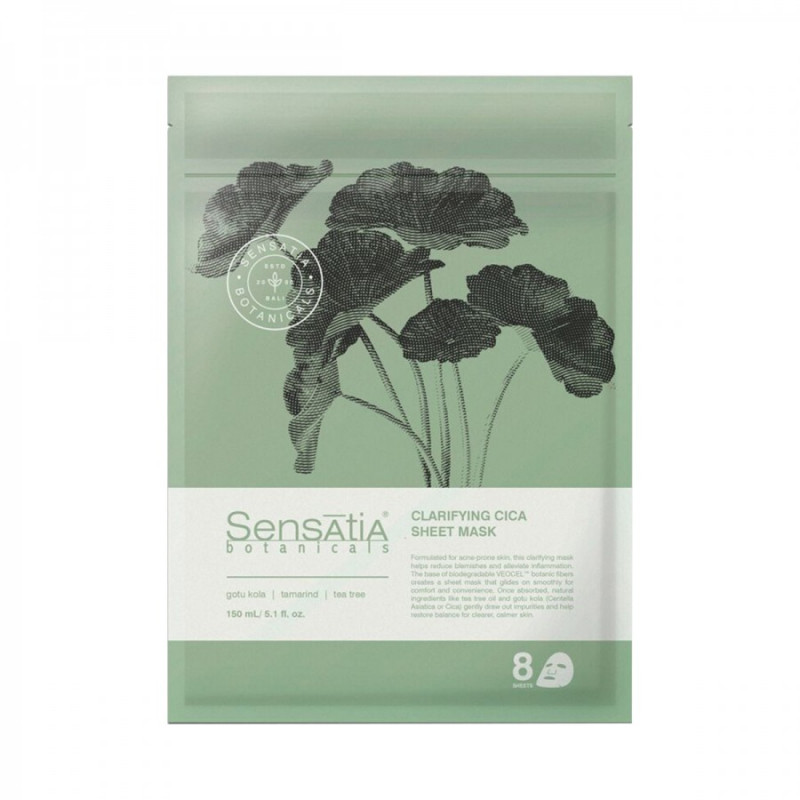 SENSATIA
ESTD
BALI
BOTANICALS
Sensatia®
botanicals
gotu kola | tamarind | tea tree
150 mL/ 5.1 fl. oz.
CLARIFYING CICA
SHEET MASK
Formulated for acne-prone skin, this clarifying mask
helps reduce blemishes and alleviate inflammation.
The base of biodegradable VEOCEL™ botanic fibers
creates a sheet mask that glides on smoothly for
comfort and convenience. Once absorbed, natural
ingredients like tea tree oil and gotu kola (Centella
Asiatica or Cica) gently draw out impurities and help
restore balance for clearer, calmer skin.
8
SHEETS